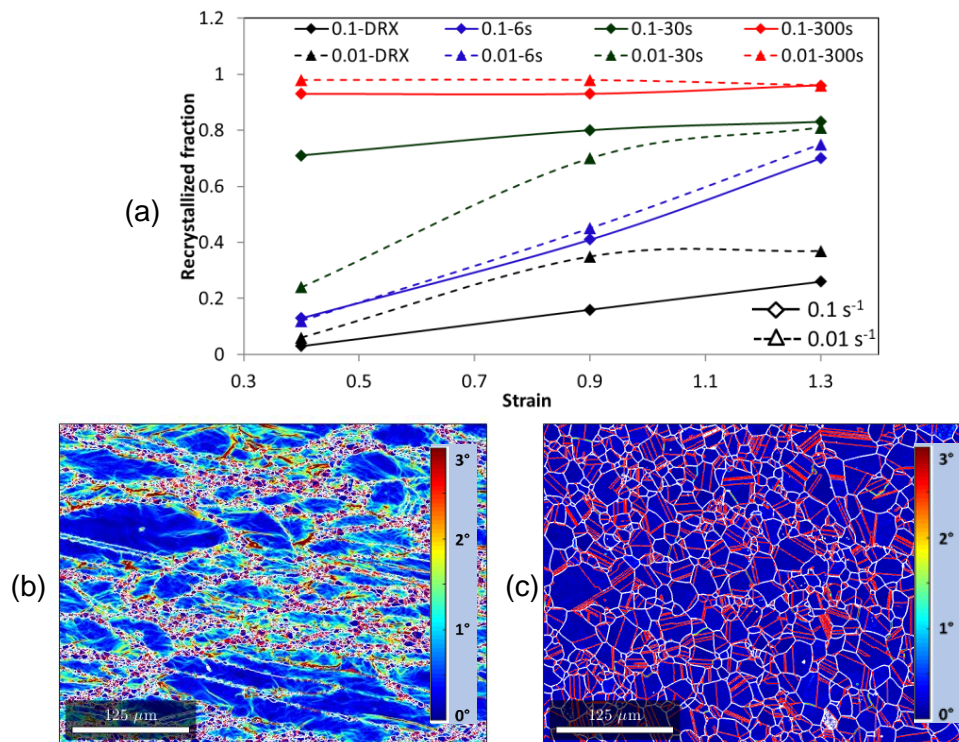 1.2
0.1-DRX 0.1-6s 0.1-30s 0.1-300s
0.01-DRX 0.01-6s 0.01-30s 0.01-300s
1
0.8
0.6
0.4
0.2
0
Recrystallized fraction
(a)
0.1 s-1
0.01 s-1
0.3 0.5 0.7 0.9 1.1 1.3
Strain
(b)
3°
2°
1°
0°
125 μm
(c)
3°
2°
1°
0°
125 μm